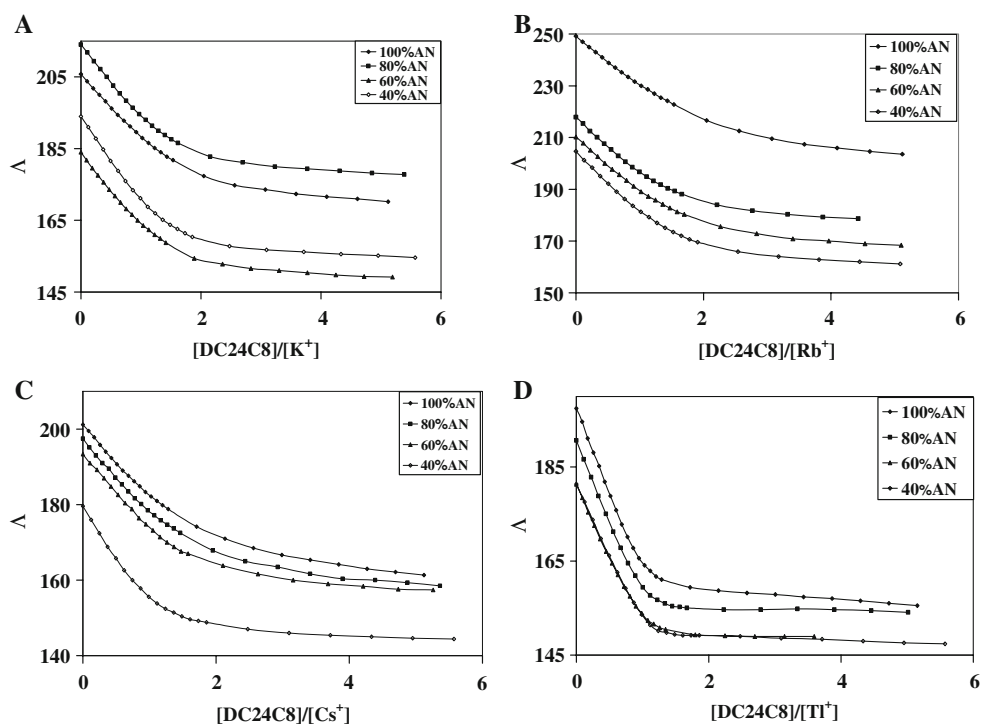 A
100%AN
80%AN
60%AN
40%AN
205
185
165
145
Λ
0 2 4 6
[DC24C8]/[K⁺]
B
100%AN
80%AN
60%AN
40%AN
250
230
210
190
170
150
Λ
0 2 4 6
[DC24C8]/[Rb⁺]
C
100%AN
80%AN
60%AN
40%AN
200
180
160
140
Λ
0 1 2 3 4 5 6
[DC24C8]/[Cs⁺]
D
100%AN
80%AN
60%AN
40%AN
185
165
145
Λ
0 2 4 6
[DC24C8]/[Tl⁺]